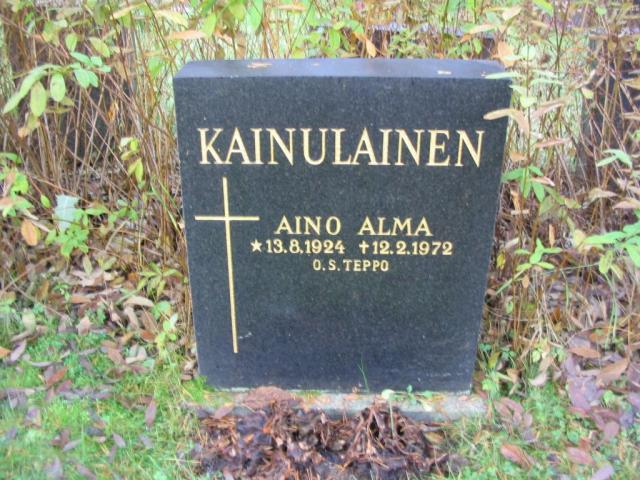 KAINULAINEN
AINO ALMA
★13.8.1924 ✝12.2.1972
O.S. TEPPO